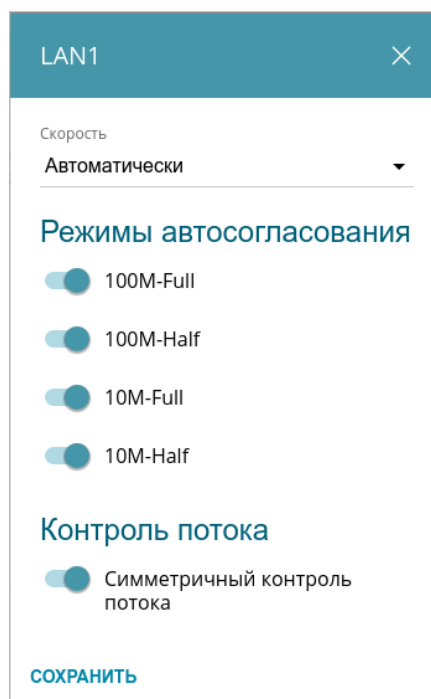 LAN1
Скорость
Автоматически
Режимы автосогласования
100M-Full
100M-Half
10M-Full
10M-Half
Контроль потока
Симметричный контроль
потока
СОХРАНИТЬ